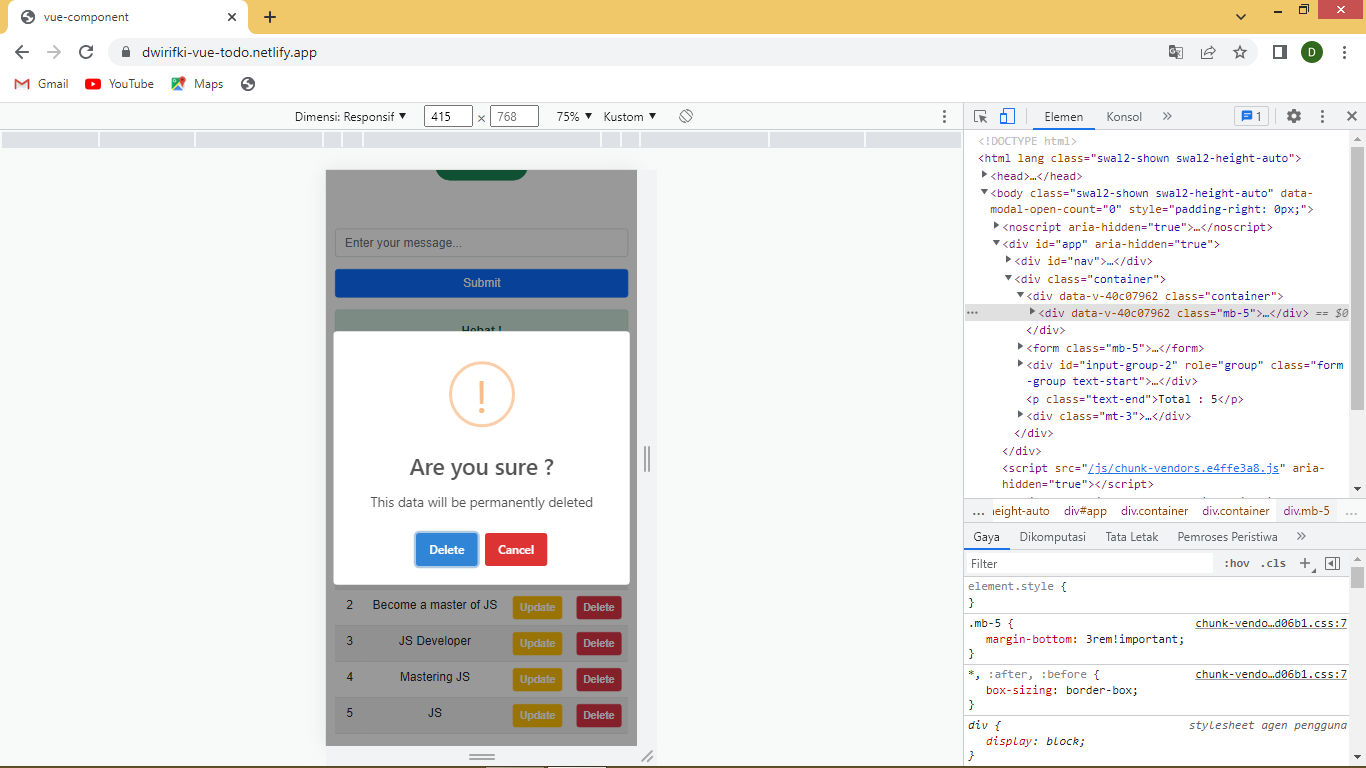 vue-component
dwirifki-vue-todo.netlify.app
D
Gmail YouTube Maps
Dimensi: Responsif 415 × 768 75% Kustom
Enter your message...
Submit
Hebat !
Are you sure ?
This data will be permanently deleted
Delete Cancel
2 Become a master of JS Update Delete
3 JS Developer Update Delete
4 Mastering JS Update Delete
5 JS Update Delete
Elemen Konsol » 1
<!DOCTYPE html>
<html lang class="swal2-shown swal2-height-auto">
<head>…</head>
<body class="swal2-shown swal2-height-auto" data-
modal-open-count="0" style="padding-right: 0px;">
<noscript aria-hidden="true">…</noscript>
<div id="app" aria-hidden="true">
<div id="nav">…</div>
<div class="container">
<div data-v-40c07962 class="container">
… <div data-v-40c07962 class="mb-5">…</div> == $0
</div>
<form class="mb-5">…</form>
<div id="input-group-2" role="group" class="form
-group text-start">…</div>
<p class="text-end">Total : 5</p>
<div class="mt-3">…</div>
</div>
</div>
<script src="/js/chunk-vendors.e4ffe3a8.js" aria-
hidden="true"></script>
… height-auto div#app div.container div.container div.mb-5 …
Gaya Dikomputasi Tata Letak Pemroses Peristiwa »
Filter :hov .cls +
element.style {
}
.mb-5 { chunk-vendo…d06b1.css:7
margin-bottom: 3rem!important;
}
*, :after, :before { chunk-vendo…d06b1.css:7
box-sizing: border-box;
}
div { stylesheet agen pengguna
display: block;
}